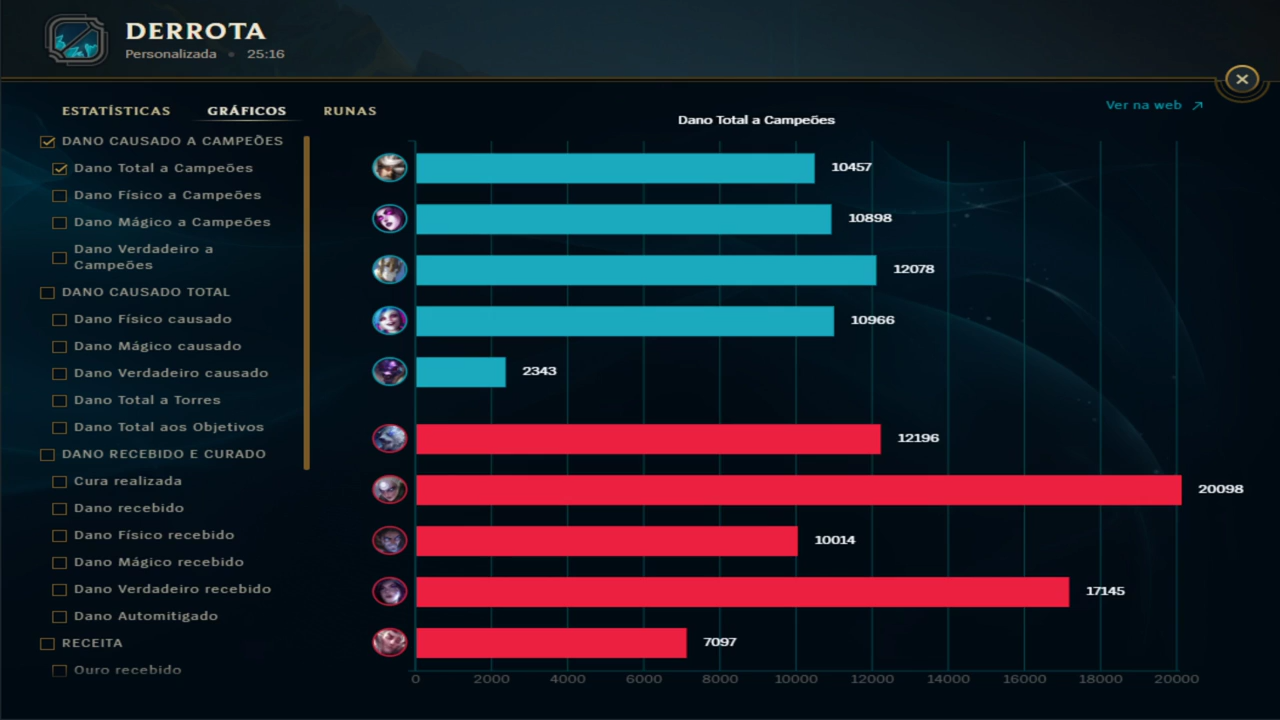 DERROTA
Personalizada • 25:16
ESTATÍSTICAS GRÁFICOS RUNAS
Ver na web
DANO CAUSADO A CAMPEÕES
Dano Total a Campeões
Dano Físico a Campeões
Dano Mágico a Campeões
Dano Verdadeiro a
Campeões
DANO CAUSADO TOTAL
Dano Físico causado
Dano Mágico causado
Dano Verdadeiro causado
Dano Total a Torres
Dano Total aos Objetivos
DANO RECEBIDO E CURADO
Cura realizada
Dano recebido
Dano Físico recebido
Dano Mágico recebido
Dano Verdadeiro recebido
Dano Automitigado
RECEITA
Ouro recebido
Dano Total a Campeões
10457
10898
12078
10966
2343
12196
20098
10014
17145
7097
0 2000 4000 6000 8000 10000 12000 14000 16000 18000 20000